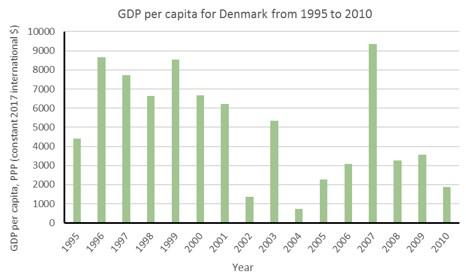 GDP per capita for Denmark from 1995 to 2010
GDP per capita, PPP (constant 2017 international $)
10000
9000
8000
7000
6000
5000
4000
3000
2000
1000
0
1995 1996 1997 1998 1999 2000 2001 2002 2003 2004 2005 2006 2007 2008 2009 2010
Year